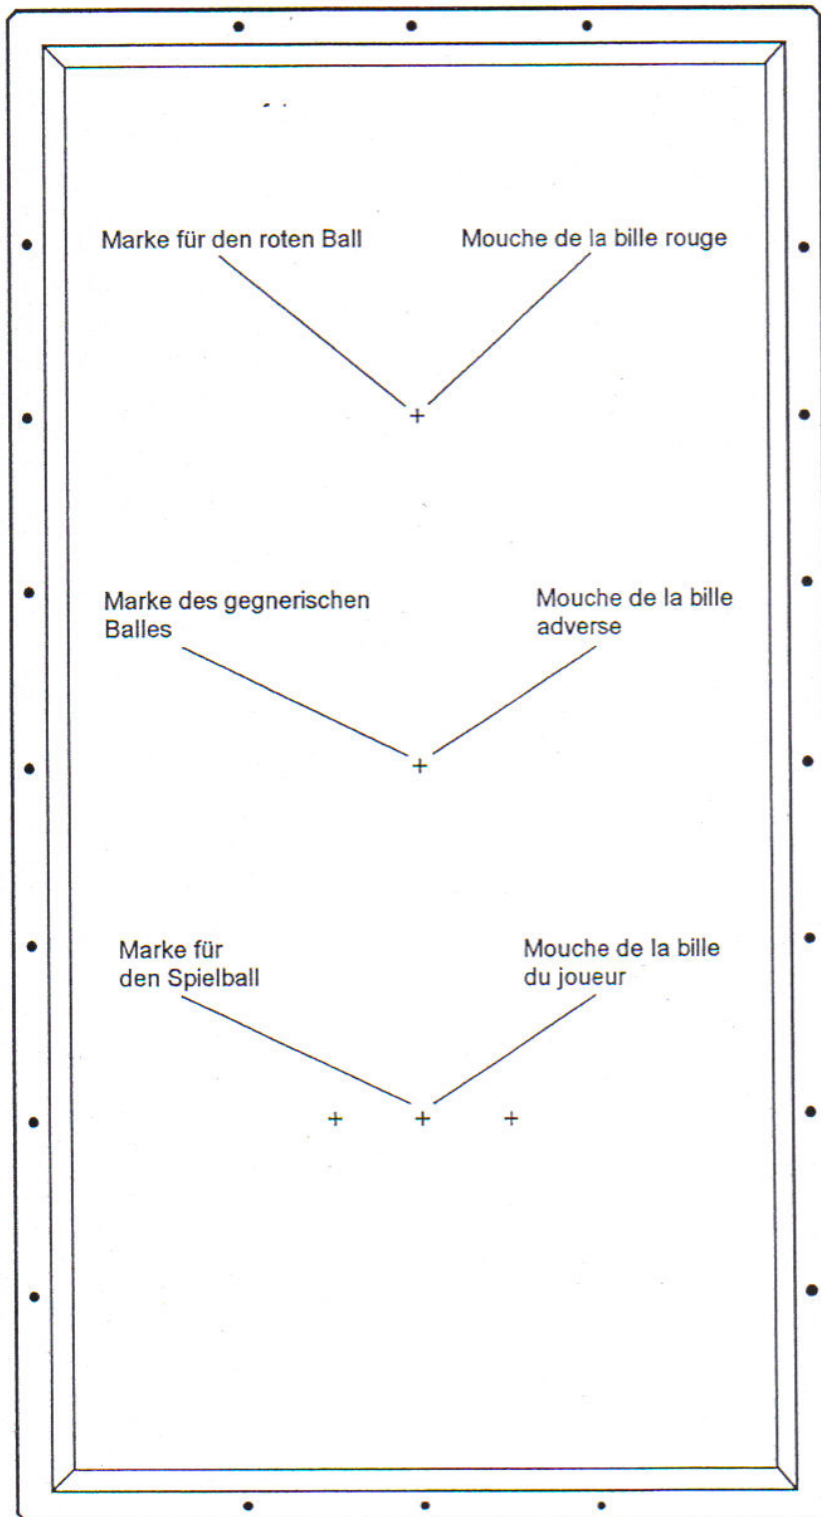 Marke für den roten Ball
Mouche de la bille rouge
Marke des gegnerischen
Balles
Mouche de la bille
adverse
Marke für
den Spielball
Mouche de la bille
du joueur